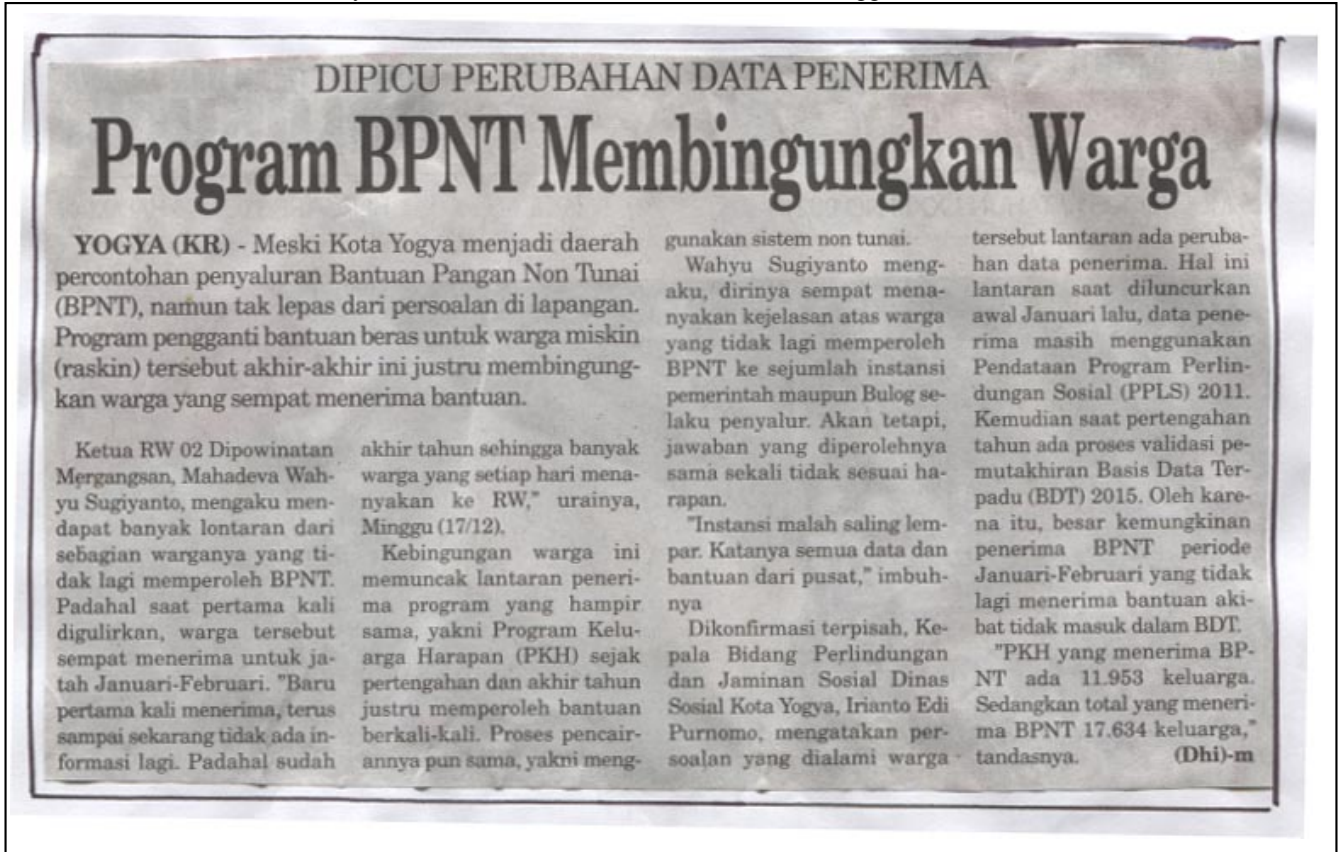 DIPICU PERUBAHAN DATA PENERIMA
Program BPNT Membingungkan Warga
YOGYA (KR) - Meski Kota Yogya menjadi daerah
percontohan penyaluran Bantuan Pangan Non Tunai
(BPNT), namun tak lepas dari persoalan di lapangan.
Program pengganti bantuan beras untuk warga miskin
(raskin) tersebut akhir-akhir ini justru membingung-
kan warga yang sempat menerima bantuan.
Ketua RW 02 Dipowinatan
Mergangsan, Mahadeva Wah-
yu Sugiyanto, mengaku men-
dapat banyak lontaran dari
sebagian warganya yang ti-
dak lagi memperoleh BPNT.
Padahal saat pertama kali
digulirkan, warga tersebut
sempat menerima untuk ja-
tah Januari-Februari. "Baru
pertama kali menerima, terus
sampai sekarang tidak ada in-
formasi lagi. Padahal sudah
akhir tahun sehingga banyak
warga yang setiap hari mena-
nyakan ke RW," urainya,
Minggu (17/12).
Kebingungan warga ini
memuncak lantaran peneri-
ma program yang hampir
sama, yakni Program Kelu-
arga Harapan (PKH) sejak
pertengahan dan akhir tahun
justru memperoleh bantuan
berkali-kali. Proses pencair-
annya pun sama, yakni meng-
gunakan sistem non tunai.
Wahyu Sugiyanto meng-
aku, dirinya sempat mena-
nyakan kejelasan atas warga
yang tidak lagi memperoleh
BPNT ke sejumlah instansi
pemerintah maupun Bulog se-
laku penyalur. Akan tetapi,
jawaban yang diperolehnya
sama sekali tidak sesuai ha-
rapan.
"Instansi malah saling lem-
par. Katanya semua data dan
bantuan dari pusat," imbuh-
nya
Dikonfirmasi terpisah, Ke-
pala Bidang Perlindungan
dan Jaminan Sosial Dinas
Sosial Kota Yogya, Irianto Edi
Purnomo, mengatakan per-
soalan yang dialami warga
tersebut lantaran ada peruba-
han data penerima. Hal ini
lantaran saat diluncurkan
awal Januari lalu, data pene-
rima masih menggunakan
Pendataan Program Perlin-
dungan Sosial (PPLS) 2011.
Kemudian saat pertengahan
tahun ada proses validasi pe-
mutakhiran Basis Data Ter-
padu (BDT) 2015. Oleh kare-
na itu, besar kemungkinan
penerima BPNT periode
Januari-Februari yang tidak
lagi menerima bantuan aki-
bat tidak masuk dalam BDT.
"PKH yang menerima BP-
NT ada 11.953 keluarga.
Sedangkan total yang meneri-
ma BPNT 17.634 keluarga,"
tandasnya. (Dhi)-m